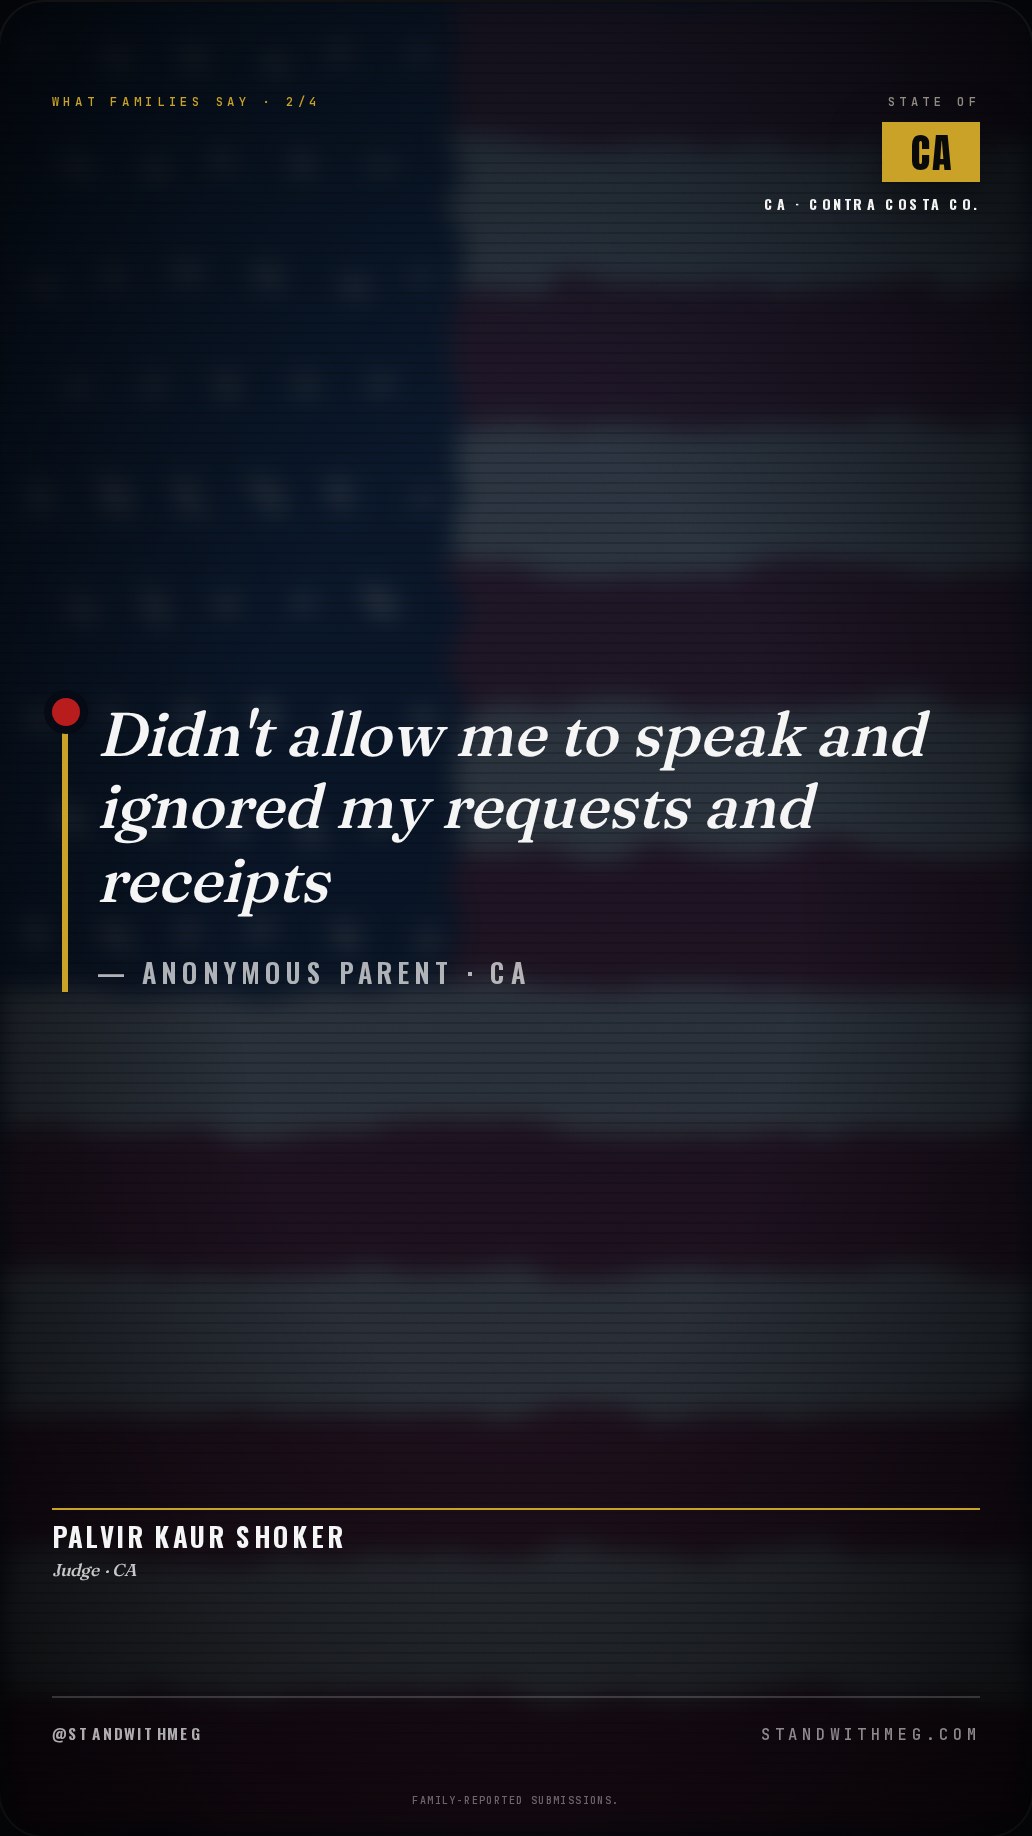 WHAT FAMILIES SAY · 2/4
STATE OF
CA
CA · CONTRA COSTA CO.
Didn't allow me to speak and
ignored my requests and
receipts
— ANONYMOUS PARENT · CA
PALVIR KAUR SHOKER
Judge · CA
@STANDWITHMEG
STANDWITHMEG.COM
FAMILY-REPORTED SUBMISSIONS.